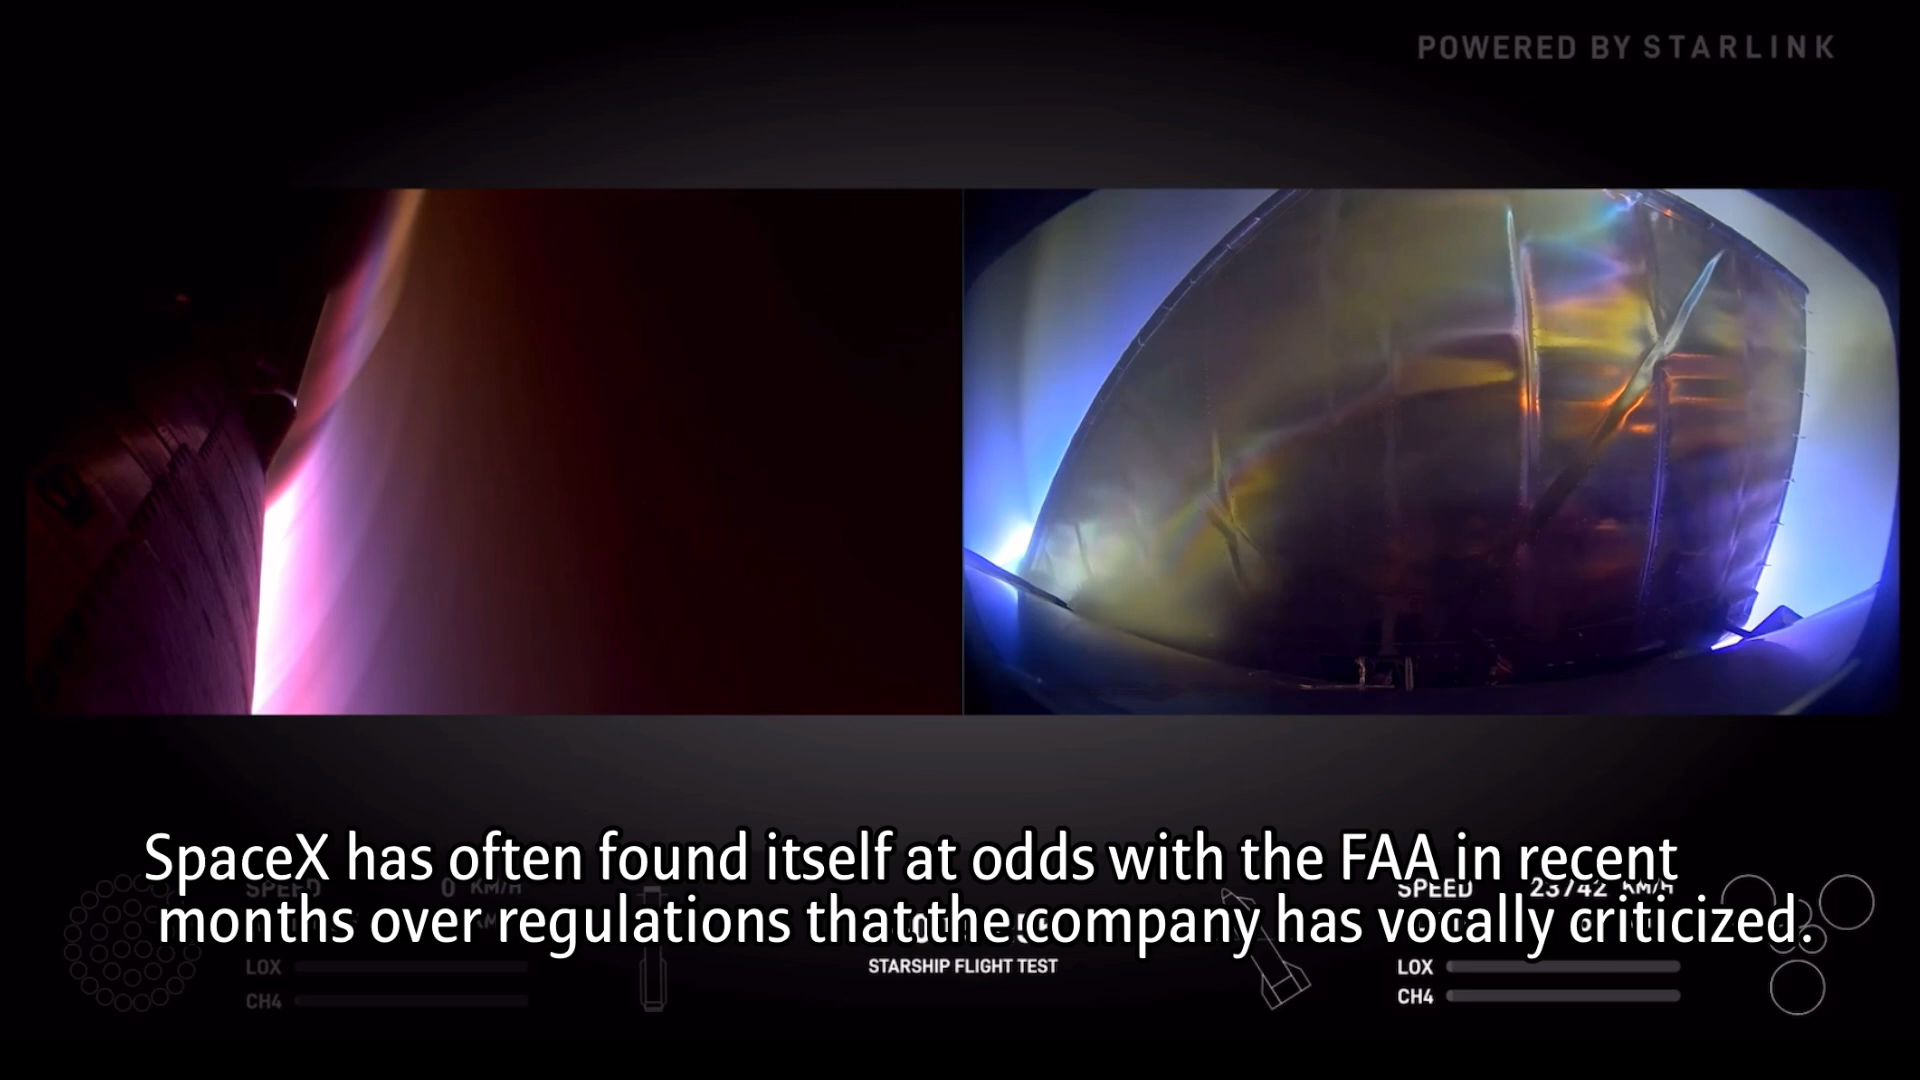 POWERED BY STARLINK
SpaceX has often found itself at odds with the FAA in recent
months over regulations that the company has vocally criticized.
SPEED 0 KM/H
SPEED 23742 KM/H
STARSHIP FLIGHT TEST
LOX
CH4
LOX
CH4